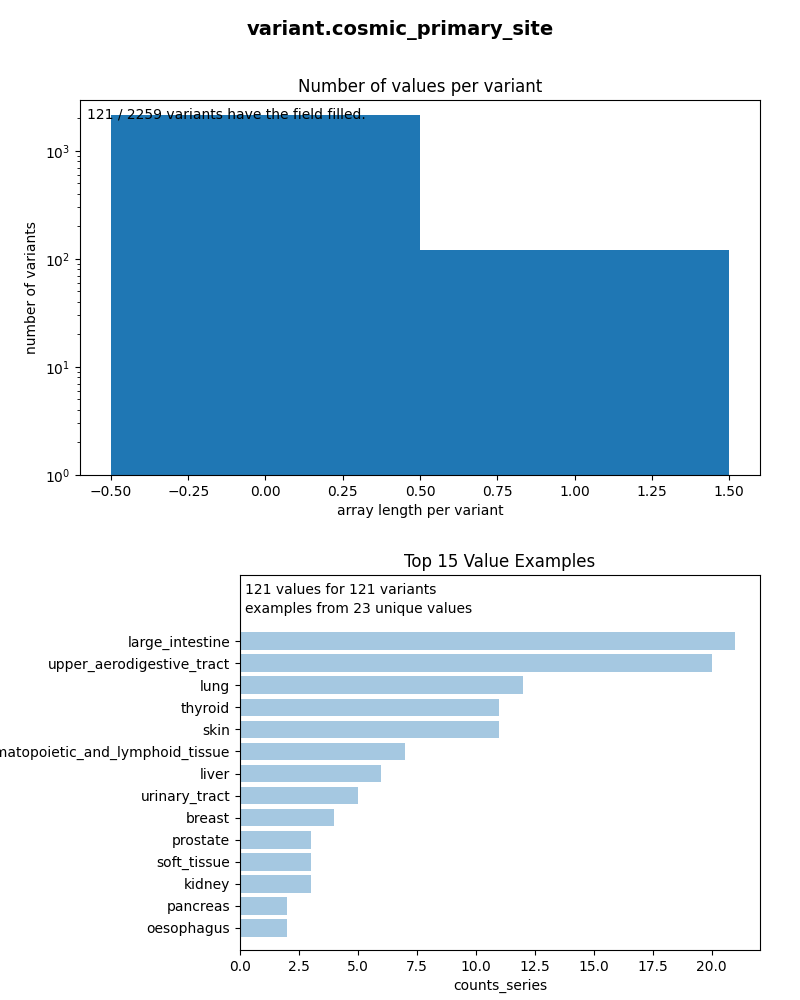 variant.cosmic_primary_site
Number of values per variant
121 / 2259 variants have the field filled.
number of variants
10³
10²
10¹
10⁰
−0.50 −0.25 0.00 0.25 0.50 0.75 1.00 1.25 1.50
array length per variant
Top 15 Value Examples
121 values for 121 variants
examples from 23 unique values
large_intestine
upper_aerodigestive_tract
lung
thyroid
skin
matopoietic_and_lymphoid_tissue
liver
urinary_tract
breast
prostate
soft_tissue
kidney
pancreas
oesophagus
0.0 2.5 5.0 7.5 10.0 12.5 15.0 17.5 20.0
counts_series